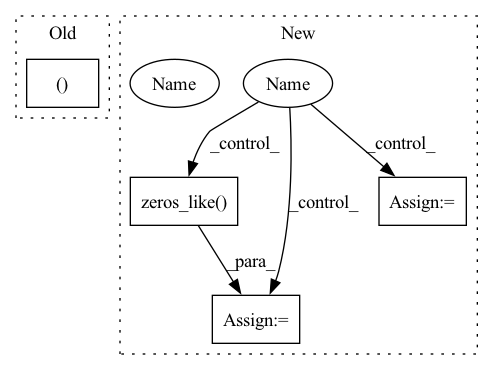 Old
New
()
Name
Name
_control_
_control_
_control_
zeros_like()
Assign:=
_para_
Assign:=